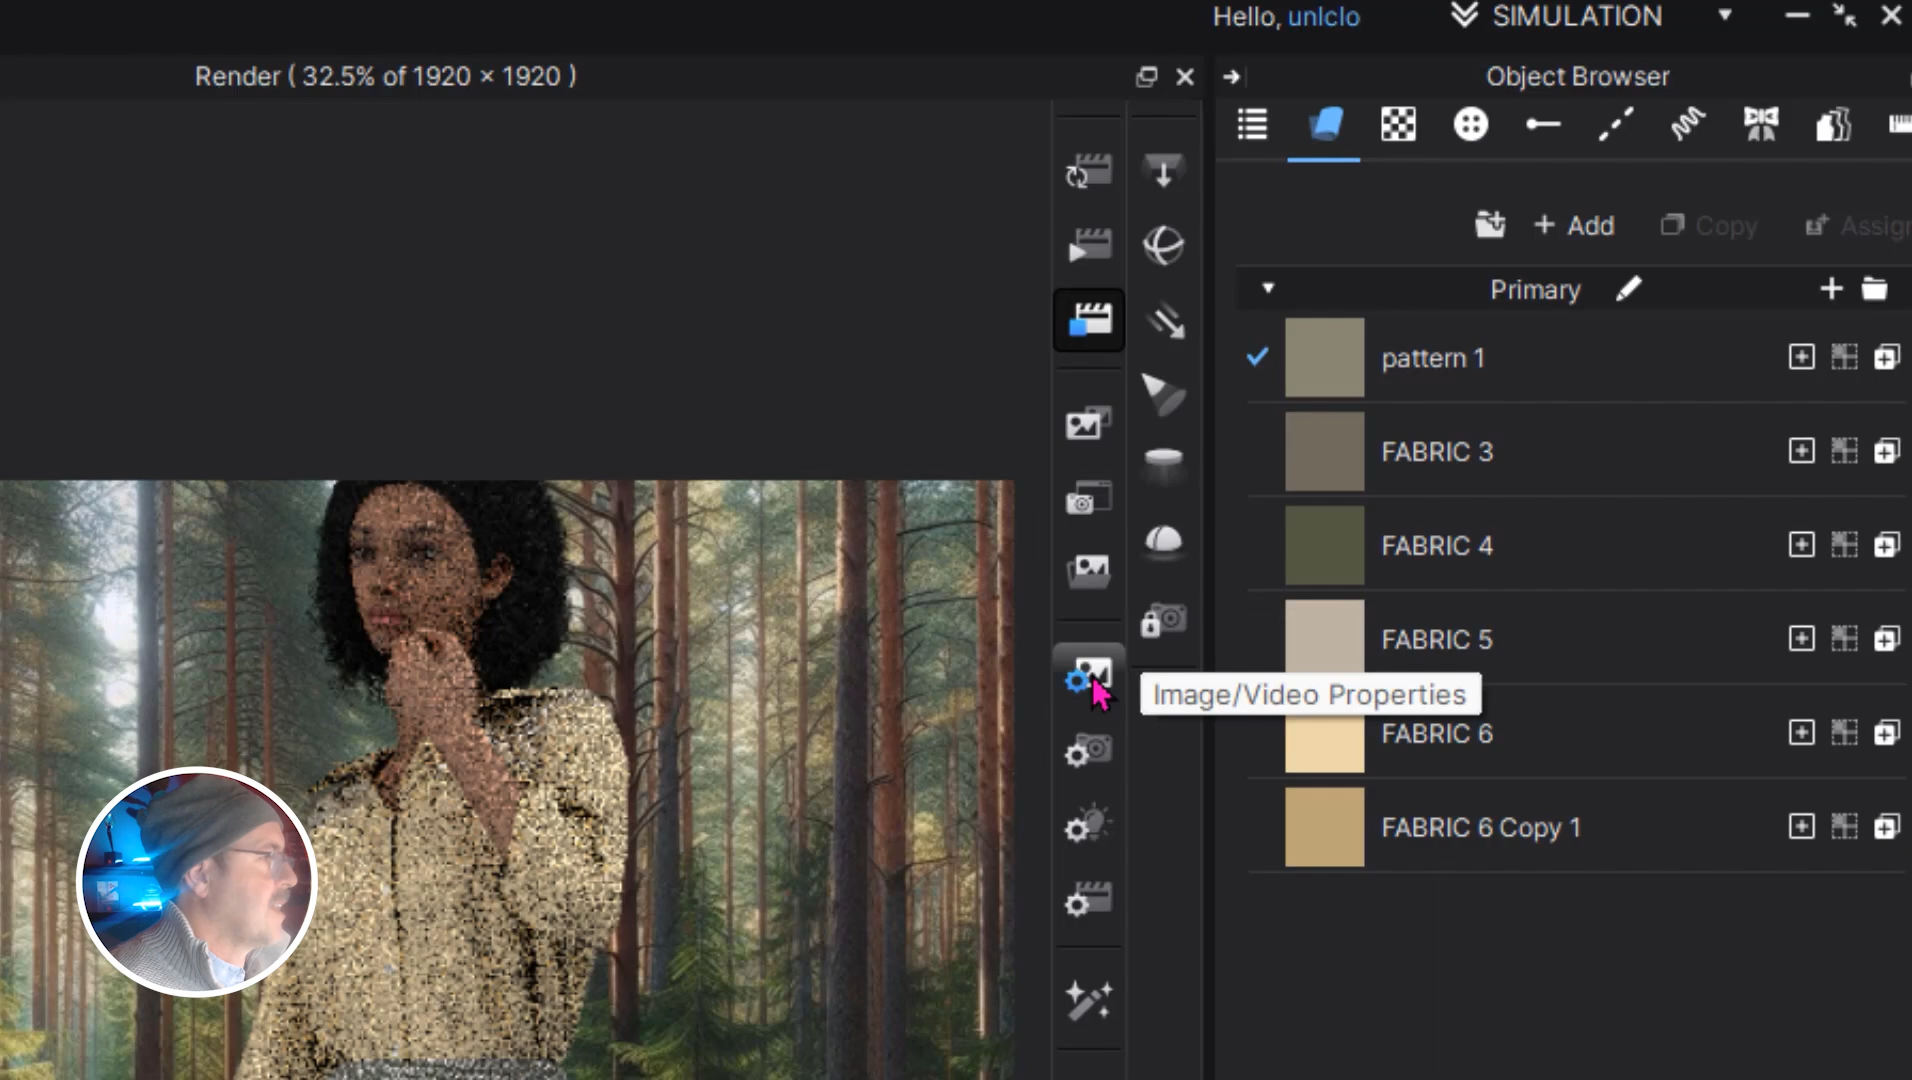 Hello, unlclo
SIMULATION
Render ( 32.5% of 1920 × 1920 )
Object Browser
+ Add
Copy
Assign
Primary
pattern 1
FABRIC 3
FABRIC 4
FABRIC 5
Image/Video Properties
FABRIC 6
FABRIC 6 Copy 1